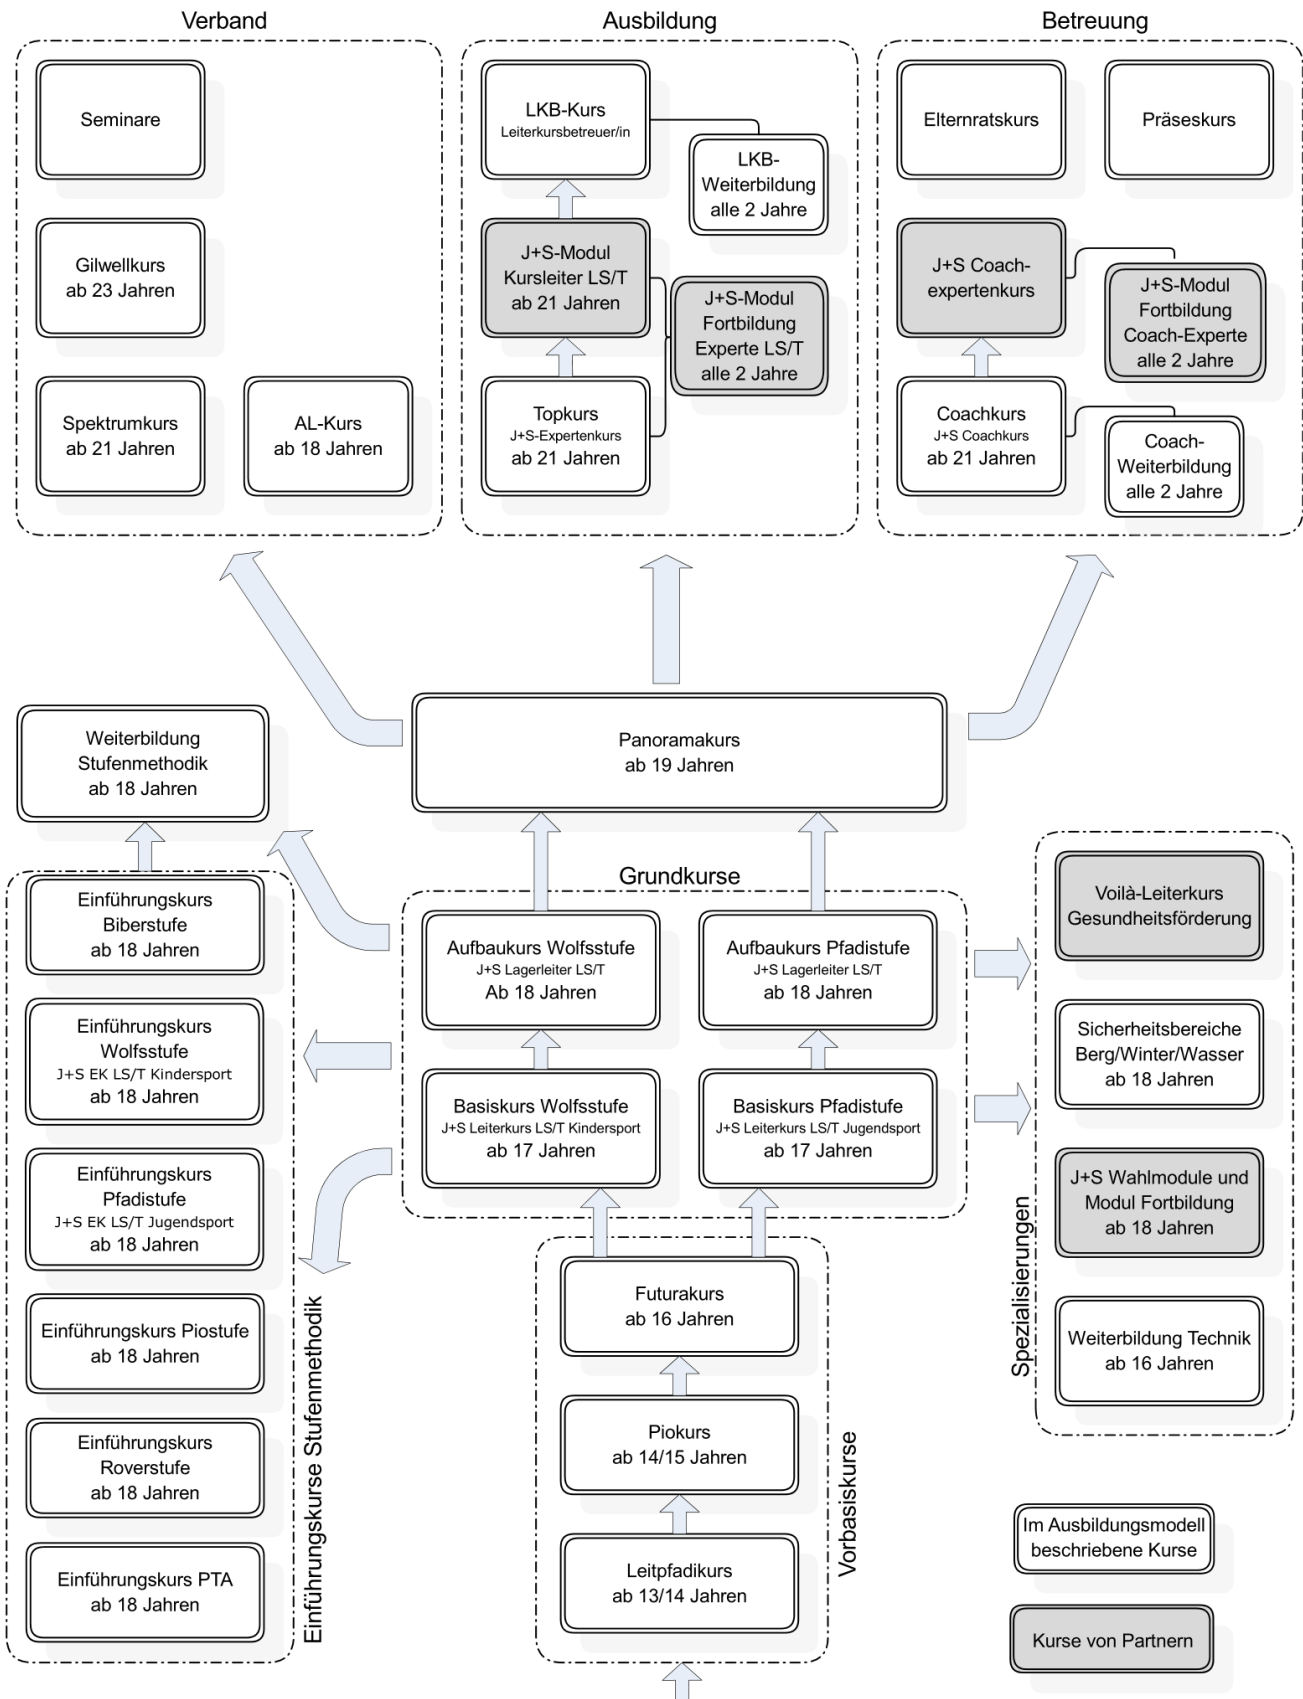 Verband
Seminare
Gilwellkurs
ab 23 Jahren
Spektrumkurs
ab 21 Jahren
AL-Kurs
ab 18 Jahren
Ausbildung
LKB-Kurs
Leiterkursbetreuer/in
LKB-
Weiterbildung
alle 2 Jahre
J+S-Modul
Kursleiter LS/T
ab 21 Jahren
J+S-Modul
Fortbildung
Experte LS/T
alle 2 Jahre
Topkurs
J+S-Expertenkurs
ab 21 Jahren
Betreuung
Elternratskurs
Präseskurs
J+S Coach-
expertenkurs
J+S-Modul
Fortbildung
Coach-Experte
alle 2 Jahre
Coachkurs
J+S Coachkurs
ab 21 Jahren
Coach-
Weiterbildung
alle 2 Jahre
Panoramakurs
ab 19 Jahren
Weiterbildung
Stufenmethodik
ab 18 Jahren
Einführungskurs
Biberstufe
ab 18 Jahren
Einführungskurs
Wolfsstufe
J+S EK LS/T Kindersport
ab 18 Jahren
Einführungskurs
Pfadistufe
J+S EK LS/T Jugendsport
ab 18 Jahren
Einführungskurs Piostufe
ab 18 Jahren
Einführungskurs
Roverstufe
ab 18 Jahren
Einführungskurs PTA
ab 18 Jahren
Einführungskurse Stufenmethodik
Grundkurse
Aufbaukurs Wolfsstufe
J+S Lagerleiter LS/T
Ab 18 Jahren
Aufbaukurs Pfadistufe
J+S Lagerleiter LS/T
ab 18 Jahren
Basiskurs Wolfsstufe
J+S Leiterkurs LS/T Kindersport
ab 17 Jahren
Basiskurs Pfadistufe
J+S Leiterkurs LS/T Jugendsport
ab 17 Jahren
Futurakurs
ab 16 Jahren
Piokurs
ab 14/15 Jahren
Leitpfadikurs
ab 13/14 Jahren
Vorbasiskurse
Voilà-Leiterkurs
Gesundheitsförderung
Sicherheitsbereiche
Berg/Winter/Wasser
ab 18 Jahren
J+S Wahlmodule und
Modul Fortbildung
ab 18 Jahren
Weiterbildung Technik
ab 16 Jahren
Spezialisierungen
Im Ausbildungsmodell
beschriebene Kurse
Kurse von Partnern